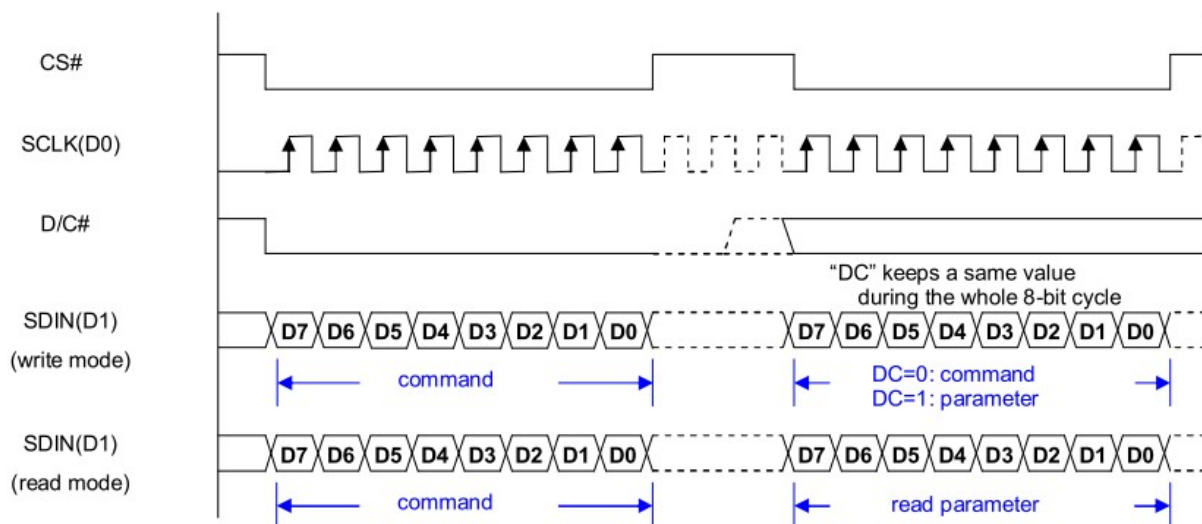 CS#
SCLK(D0)
D/C#
“DC” keeps a same value
during the whole 8-bit cycle
SDIN(D1)
(write mode)
D7 D6 D5 D4 D3 D2 D1 D0
D7 D6 D5 D4 D3 D2 D1 D0
command
DC=0: command
DC=1: parameter
SDIN(D1)
(read mode)
D7 D6 D5 D4 D3 D2 D1 D0
D7 D6 D5 D4 D3 D2 D1 D0
command
read parameter